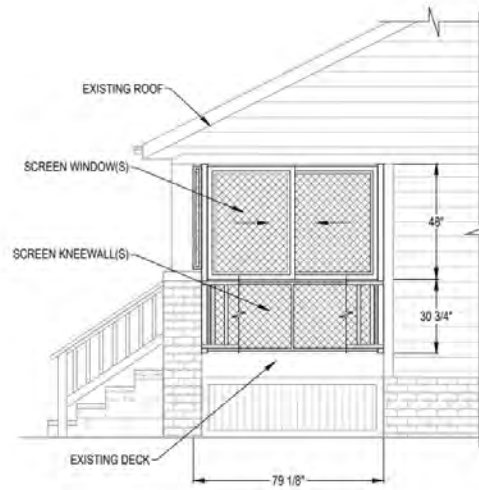 EXISTING ROOF
SCREEN WINDOW(S)
48"
SCREEN KNEEWALL(S)
30 3/4"
EXISTING DECK
79 1/8"